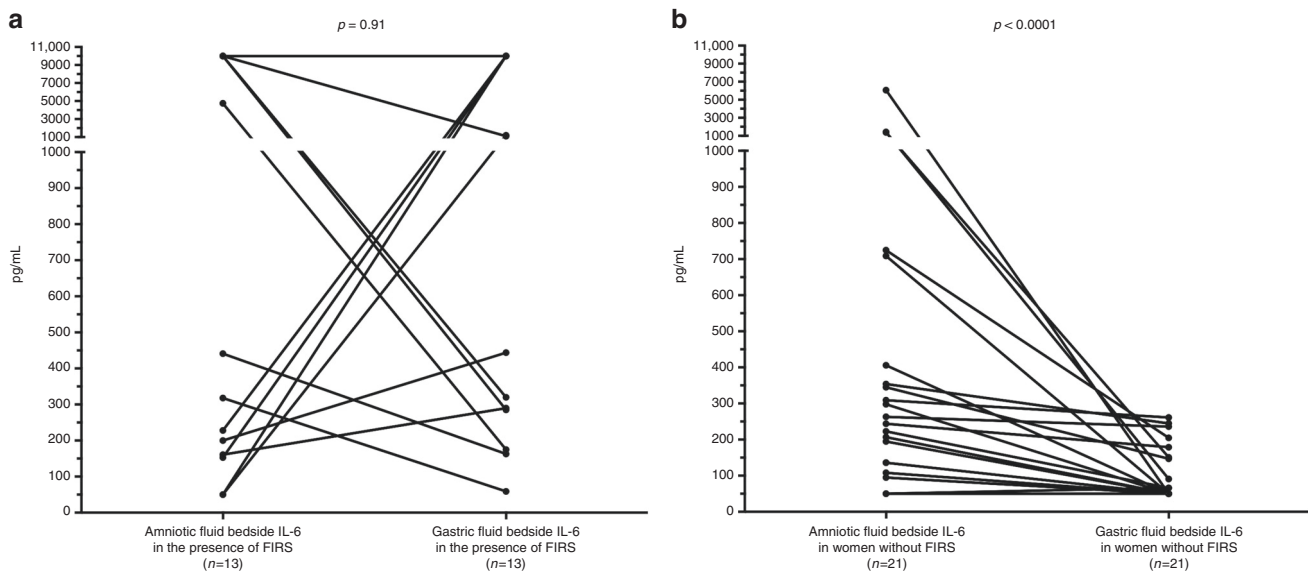 a
p = 0.91
11,000
9000
7000
5000
3000
1000
1000
900
800
700
600
500
400
300
200
100
0
pg/mL
Amniotic fluid bedside IL-6
in the presence of FIRS
(n=13)
Gastric fluid bedside IL-6
in the presence of FIRS
(n=13)
b
p < 0.0001
11,000
9000
7000
5000
3000
1000
1000
900
800
700
600
500
400
300
200
100
0
pg/mL
Amniotic fluid bedside IL-6
in women without FIRS
(n=21)
Gastric fluid bedside IL-6
in women without FIRS
(n=21)